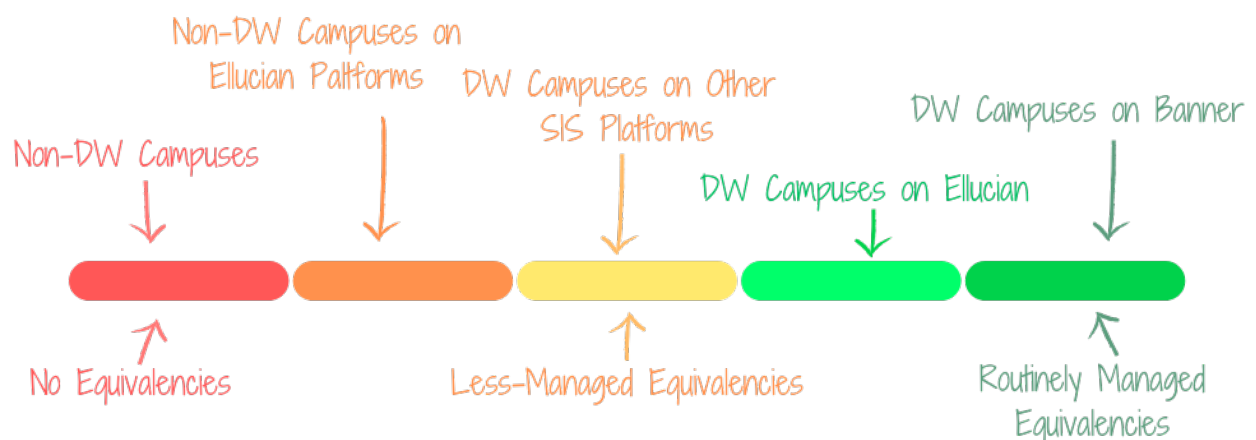 Non-DW Campuses on
Ellucian Paltforms
DW Campuses on Other
SIS Platforms
DW Campuses on Banner
Non-DW Campuses
DW Campuses on Ellucian
No Equivalencies
Less-Managed Equivalencies
Routinely Managed
Equivalencies